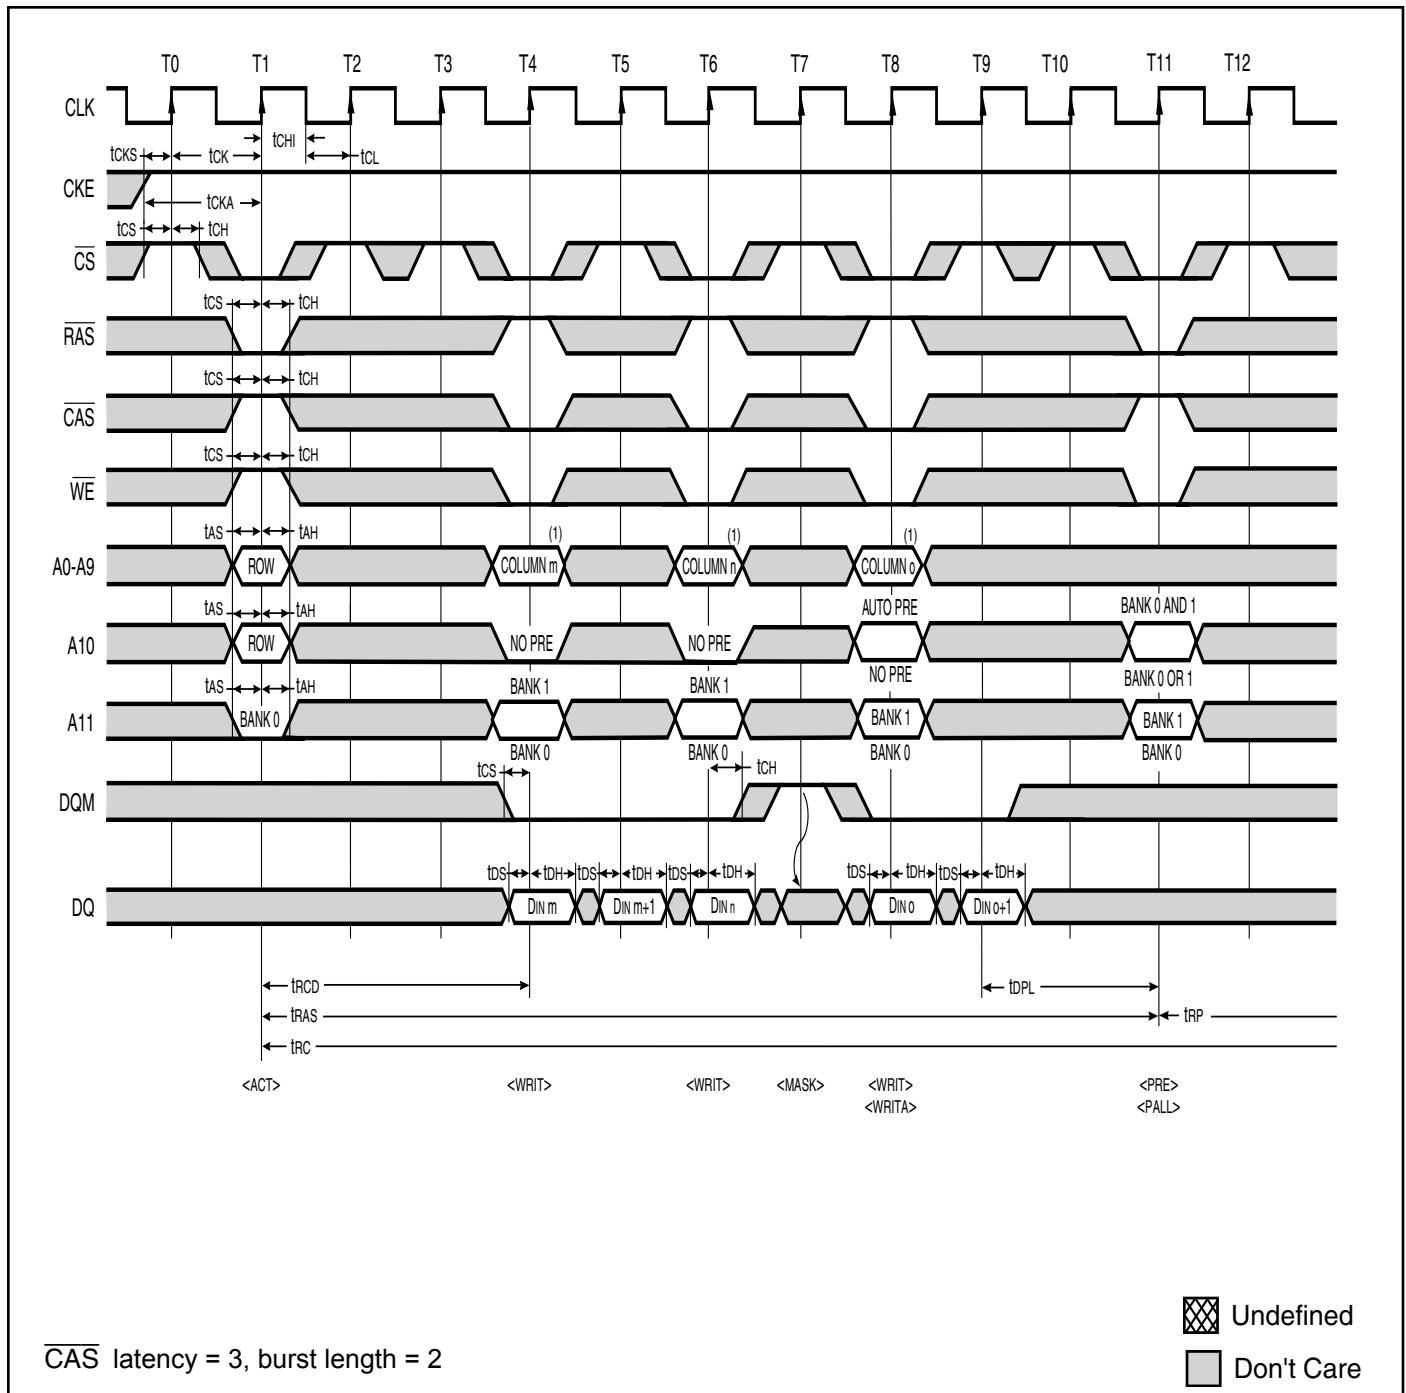 T0 T1 T2 T3 T4 T5 T6 T7 T8 T9 T10 T11 T12
CLK
tCHI
tCKS tCK tCL
CKE
tCKA
tCS tCH
CS
tCS tCH
RAS
tCS tCH
CAS
tCS tCH
WE
tAS tAH (1) (1) (1)
A0-A9 ROW COLUMN m COLUMN n COLUMN o
tAS tAH AUTO PRE BANK 0 AND 1
A10 ROW NO PRE NO PRE
NO PRE BANK 0 OR 1
tAS tAH BANK 1 BANK 1
A11 BANK 0 BANK 1 BANK 1
BANK 0 BANK 0 BANK 0 BANK 0
tCS tCH
DQM
tDS tDH tDS tDH tDS tDH tDS tDH tDS tDH
DQ DIN m DIN m+1 DIN n DIN o DIN o+1
tRCD tDPL
tRAS tRP
tRC
<ACT> <WRIT> <WRIT> <MASK> <WRIT> <PRE>
<WRITA> <PALL>
Undefined
CAS latency = 3, burst length = 2
Don't Care